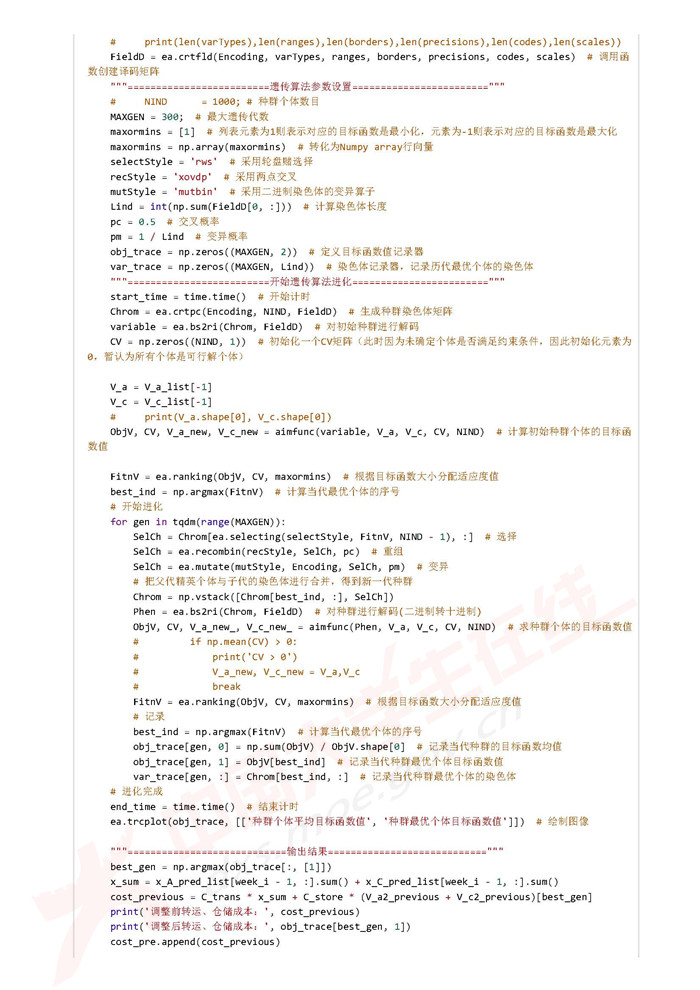 #     print(len(varTypes),len(ranges),len(borders),len(precisions),len(codes),len(scales))
FieldD = ea.crtfld(Encoding, varTypes, ranges, borders, precisions, codes, scales)  # 调用函
数创建译码矩阵
"""=========================遗传算法参数设置========================"""
#     NIND      = 1000; # 种群个体数目
MAXGEN = 300;  # 最大遗传代数
maxormins = [1]  # 列表元素为1则表示对应的目标函数是最小化，元素为-1则表示对应的目标函数是最大化
maxormins = np.array(maxormins)  # 转化为Numpy array行向量
selectStyle = 'rws'  # 采用轮盘赌选择
recStyle = 'xovdp'  # 采用两点交叉
mutStyle = 'mutbin'  # 采用二进制染色体的变异算子
Lind = int(np.sum(FieldD[0, :]))  # 计算染色体长度
pc = 0.5  # 交叉概率
pm = 1 / Lind  # 变异概率
obj_trace = np.zeros((MAXGEN, 2))  # 定义目标函数值记录器
var_trace = np.zeros((MAXGEN, Lind))  # 染色体记录器，记录历代最优个体的染色体
"""=========================开始遗传算法进化========================"""
start_time = time.time()  # 开始计时
Chrom = ea.crtpc(Encoding, NIND, FieldD)  # 生成种群染色体矩阵
variable = ea.bs2ri(Chrom, FieldD)  # 对初始种群进行解码
CV = np.zeros((NIND, 1))  # 初始化一个CV矩阵（此时因为未确定个体是否满足约束条件，因此初始化元素为
0，暂认为所有个体是可行解个体）
V_a = V_a_list[-1]
V_c = V_c_list[-1]
#     print(V_a.shape[0], V_c.shape[0])
ObjV, CV, V_a_new, V_c_new = aimfunc(variable, V_a, V_c, CV, NIND)  # 计算初始种群个体的目标函
数值
FitnV = ea.ranking(ObjV, CV, maxormins)  # 根据目标函数大小分配适应度值
best_ind = np.argmax(FitnV)  # 计算当代最优个体的序号
# 开始进化
for gen in tqdm(range(MAXGEN)):
    SelCh = Chrom[ea.selecting(selectStyle, FitnV, NIND - 1), :]  # 选择
    SelCh = ea.recombin(recStyle, SelCh, pc)  # 重组
    SelCh = ea.mutate(mutStyle, Encoding, SelCh, pm)  # 变异
    # 把父代精英个体与子代的染色体进行合并，得到新一代种群
    Chrom = np.vstack([Chrom[best_ind, :], SelCh])
    Phen = ea.bs2ri(Chrom, FieldD)  # 对种群进行解码(二进制转十进制)
    ObjV, CV, V_a_new_, V_c_new_ = aimfunc(Phen, V_a, V_c, CV, NIND)  # 求种群个体的目标函数值
    #         if np.mean(CV) > 0:
    #             print('CV > 0')
    #             V_a_new, V_c_new = V_a,V_c
    #             break
    FitnV = ea.ranking(ObjV, CV, maxormins)  # 根据目标函数大小分配适应度值
    # 记录
    best_ind = np.argmax(FitnV)  # 计算当代最优个体的序号
    obj_trace[gen, 0] = np.sum(ObjV) / ObjV.shape[0]  # 记录当代种群的目标函数均值
    obj_trace[gen, 1] = ObjV[best_ind]  # 记录当代种群最优个体目标函数值
    var_trace[gen, :] = Chrom[best_ind, :]  # 记录当代种群最优个体的染色体
# 进化完成
end_time = time.time()  # 结束计时
ea.trcplot(obj_trace, [['种群个体平均目标函数值', '种群最优个体目标函数值']])  # 绘制图像
"""============================输出结果============================"""
best_gen = np.argmax(obj_trace[:, [1]])
x_sum = x_A_pred_list[week_i - 1, :].sum() + x_C_pred_list[week_i - 1, :].sum()
cost_previous = C_trans * x_sum + C_store * (V_a2_previous + V_c2_previous)[best_gen]
print('调整前转运、仓储成本：', cost_previous)
print('调整后转运、仓储成本：', obj_trace[best_gen, 1])
cost_pre.append(cost_previous)